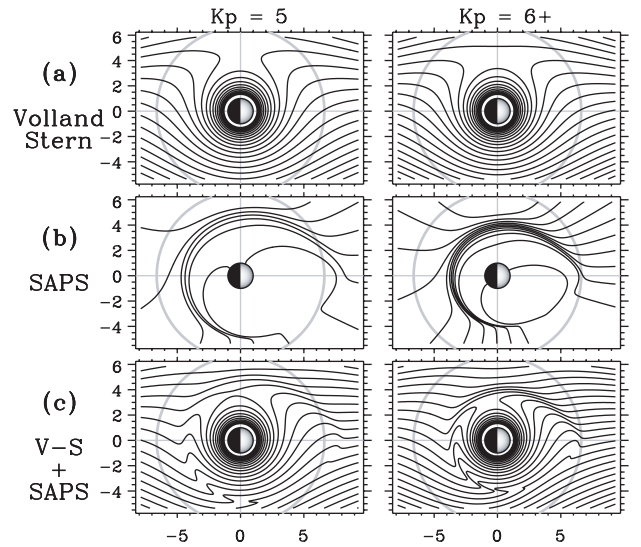 Kp = 5
Kp = 6+
(a)
Volland
Stern
6
4
2
0
−2
−4
(b)
SAPS
6
4
2
0
−2
−4
(c)
V−S
+
SAPS
6
4
2
0
−2
−4
−5 0 5
−5 0 5